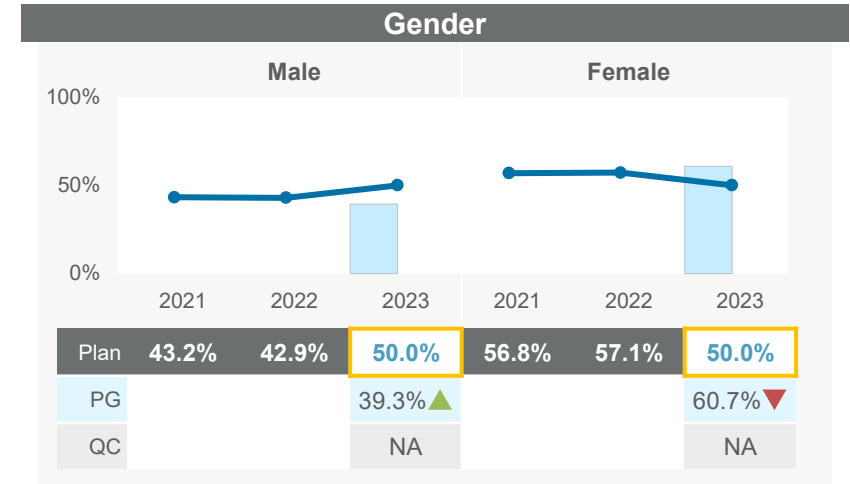 Gender
Male Female
100%
50%
0%
2021 2022 2023 2021 2022 2023
Plan 43.2% 42.9% 50.0% 56.8% 57.1% 50.0%
PG 39.3% 60.7%
QC NA NA